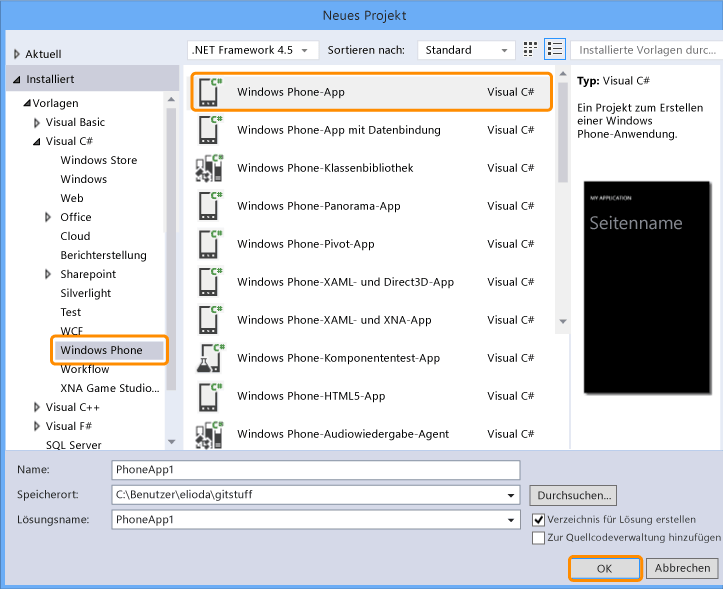 Neues Projekt
Aktuell
.NET Framework 4.5
Sortieren nach:
Standard
Installierte Vorlagen durc...
Installiert
Vorlagen
Visual Basic
Visual C#
Windows Store
Windows
Web
Office
Cloud
Berichterstellung
Sharepoint
Silverlight
Test
WCF
Windows Phone
Workflow
XNA Game Studio...
Visual C++
Visual F#
SQL Server
C# Windows Phone-App Visual C#
C# Windows Phone-App mit Datenbindung Visual C#
C# Windows Phone-Klassenbibliothek Visual C#
C# Windows Phone-Panorama-App Visual C#
C# Windows Phone-Pivot-App Visual C#
C# Windows Phone-XAML- und Direct3D-App Visual C#
C# Windows Phone-XAML- und XNA-App Visual C#
C# Windows Phone-Komponententest-App Visual C#
C# Windows Phone-HTML5-App Visual C#
C# Windows Phone-Audiowiedergabe-Agent Visual C#
Typ: Visual C#
Ein Projekt zum Erstellen
einer Windows
Phone-Anwendung.
MY APPLICATION
Seitenname
Name: PhoneApp1
Speicherort: C:\Benutzer\elioda\gitstuff
Durchsuchen...
Lösungsname: PhoneApp1
Verzeichnis für Lösung erstellen
Zur Quellcodeverwaltung hinzufügen
OK
Abbrechen